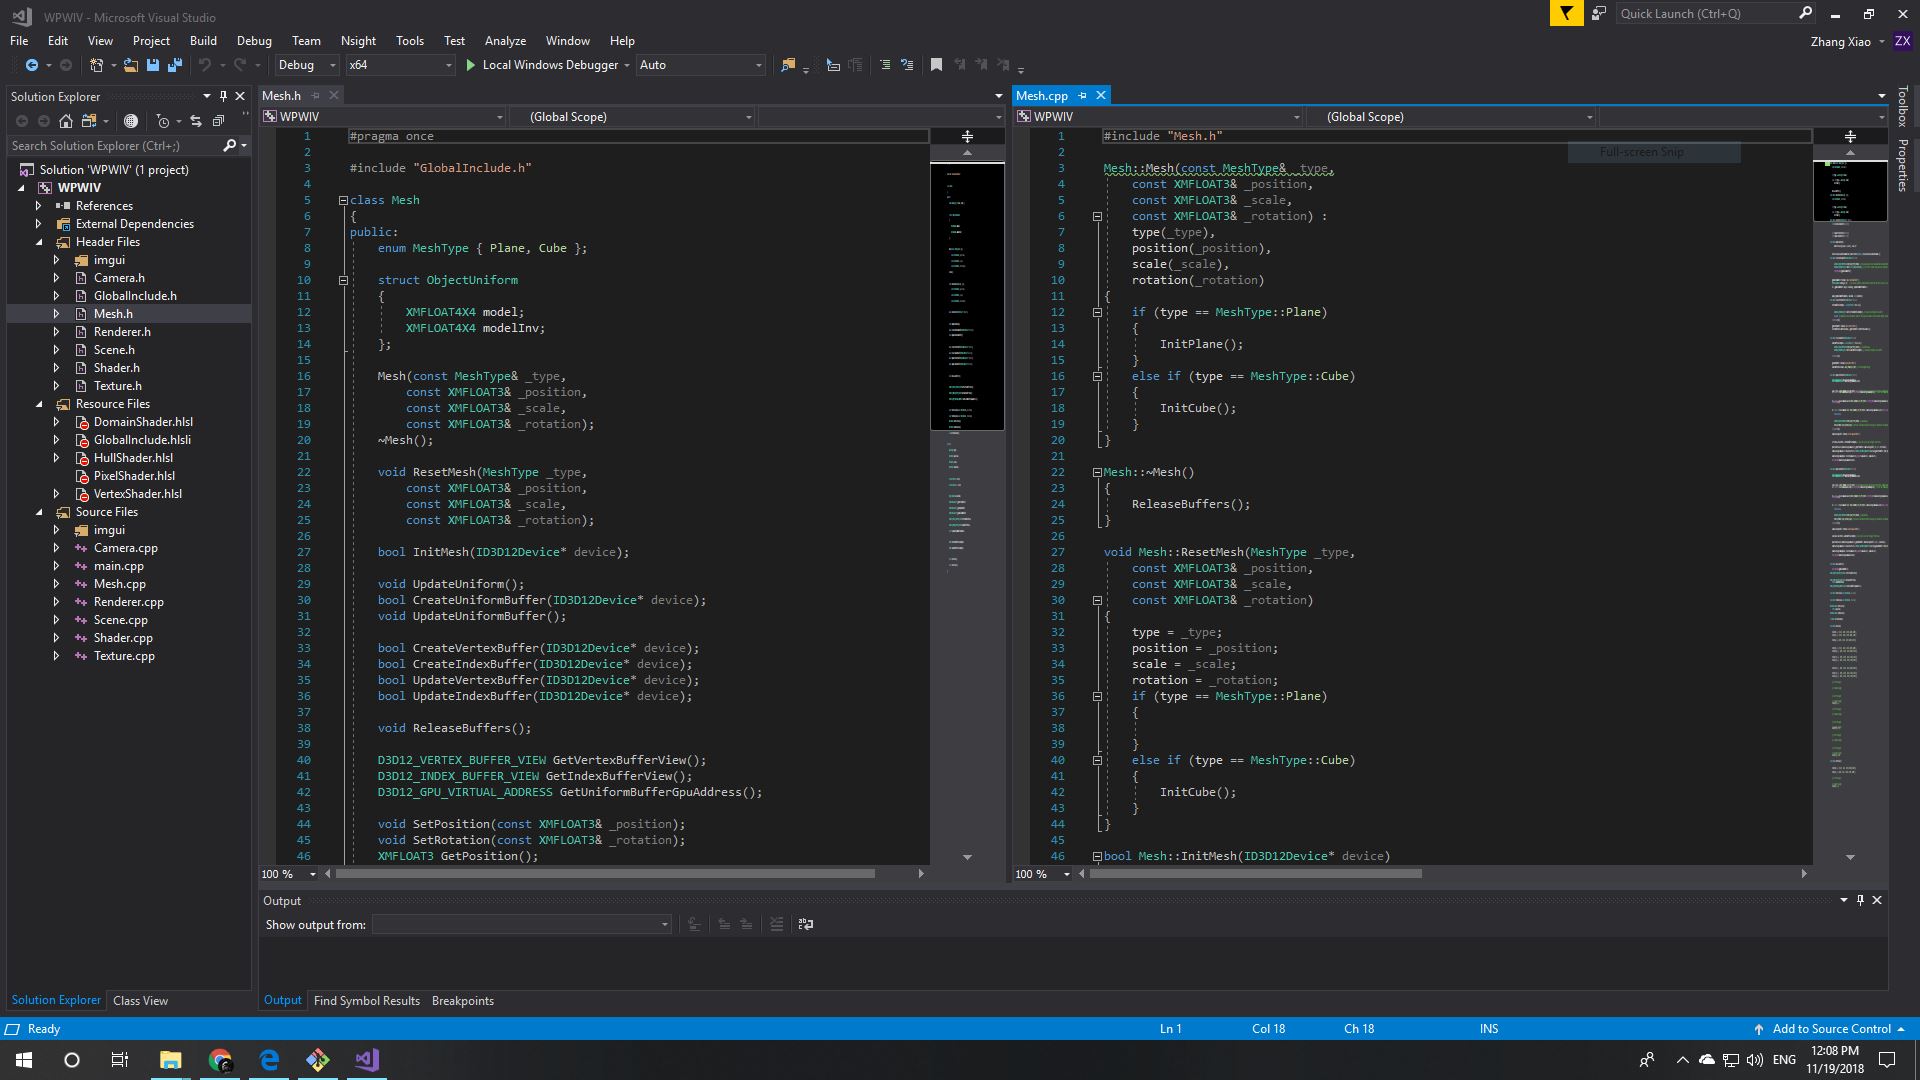 WPWIV - Microsoft Visual Studio
Quick Launch (Ctrl+Q)
File Edit View Project Build Debug Team Nsight Tools Test Analyze Window Help
Zhang Xiao ZX
Debug x64 Local Windows Debugger Auto
Solution Explorer
Search Solution Explorer (Ctrl+;)
Solution 'WPWIV' (1 project)
WPWIV
References
External Dependencies
Header Files
imgui
Camera.h
GlobalInclude.h
Mesh.h
Renderer.h
Scene.h
Shader.h
Texture.h
Resource Files
DomainShader.hlsl
GlobalInclude.hlsli
HullShader.hlsl
PixelShader.hlsl
VertexShader.hlsl
Source Files
imgui
Camera.cpp
main.cpp
Mesh.cpp
Renderer.cpp
Scene.cpp
Shader.cpp
Texture.cpp
Solution Explorer Class View
Mesh.h
WPWIV (Global Scope)
1 #pragma once
2
3 #include "GlobalInclude.h"
4
5 class Mesh
6 {
7 public:
8 enum MeshType { Plane, Cube };
9
10 struct ObjectUniform
11 {
12 XMFLOAT4X4 model;
13 XMFLOAT4X4 modelInv;
14 };
15
16 Mesh(const MeshType& _type,
17 const XMFLOAT3& _position,
18 const XMFLOAT3& _scale,
19 const XMFLOAT3& _rotation);
20 ~Mesh();
21
22 void ResetMesh(MeshType _type,
23 const XMFLOAT3& _position,
24 const XMFLOAT3& _scale,
25 const XMFLOAT3& _rotation);
26
27 bool InitMesh(ID3D12Device* device);
28
29 void UpdateUniform();
30 bool CreateUniformBuffer(ID3D12Device* device);
31 void UpdateUniformBuffer();
32
33 bool CreateVertexBuffer(ID3D12Device* device);
34 bool CreateIndexBuffer(ID3D12Device* device);
35 bool UpdateVertexBuffer(ID3D12Device* device);
36 bool UpdateIndexBuffer(ID3D12Device* device);
37
38 void ReleaseBuffers();
39
40 D3D12_VERTEX_BUFFER_VIEW GetVertexBufferView();
41 D3D12_INDEX_BUFFER_VIEW GetIndexBufferView();
42 D3D12_GPU_VIRTUAL_ADDRESS GetUniformBufferGpuAddress();
43
44 void SetPosition(const XMFLOAT3& _position);
45 void SetRotation(const XMFLOAT3& _rotation);
46 XMFLOAT3 GetPosition();
100 %
Mesh.cpp
WPWIV (Global Scope)
Full-screen Snip
1 #include "Mesh.h"
2
3 Mesh::Mesh(const MeshType& _type,
4 const XMFLOAT3& _position,
5 const XMFLOAT3& _scale,
6 const XMFLOAT3& _rotation) :
7 type(_type),
8 position(_position),
9 scale(_scale),
10 rotation(_rotation)
11 {
12 if (type == MeshType::Plane)
13 {
14 InitPlane();
15 }
16 else if (type == MeshType::Cube)
17 {
18 InitCube();
19 }
20 }
21
22 Mesh::~Mesh()
23 {
24 ReleaseBuffers();
25 }
26
27 void Mesh::ResetMesh(MeshType _type,
28 const XMFLOAT3& _position,
29 const XMFLOAT3& _scale,
30 const XMFLOAT3& _rotation)
31 {
32 type = _type;
33 position = _position;
34 scale = _scale;
35 rotation = _rotation;
36 if (type == MeshType::Plane)
37 {
38
39 }
40 else if (type == MeshType::Cube)
41 {
42 InitCube();
43 }
44 }
45
46 bool Mesh::InitMesh(ID3D12Device* device)
100 %
Toolbox
Properties
Output
Show output from:
Output Find Symbol Results Breakpoints
Ready Ln 1 Col 18 Ch 18 INS Add to Source Control
ENG 12:08 PM
11/19/2018